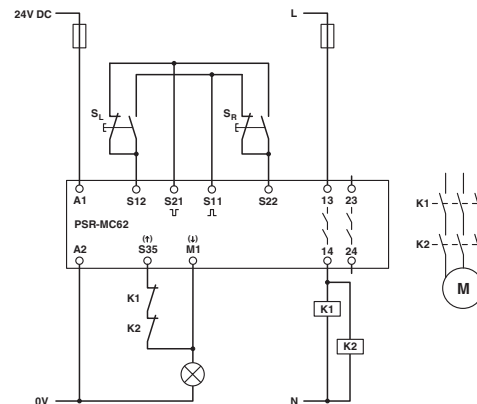 24V DC
L
SL
SR
A1
S12
S21
S11
S22
13
23
PSR-MC62
A2
(↑)
S35
(↓)
M1
14
24
K1
K2
K1
K2
K1
K2
M
0V
N